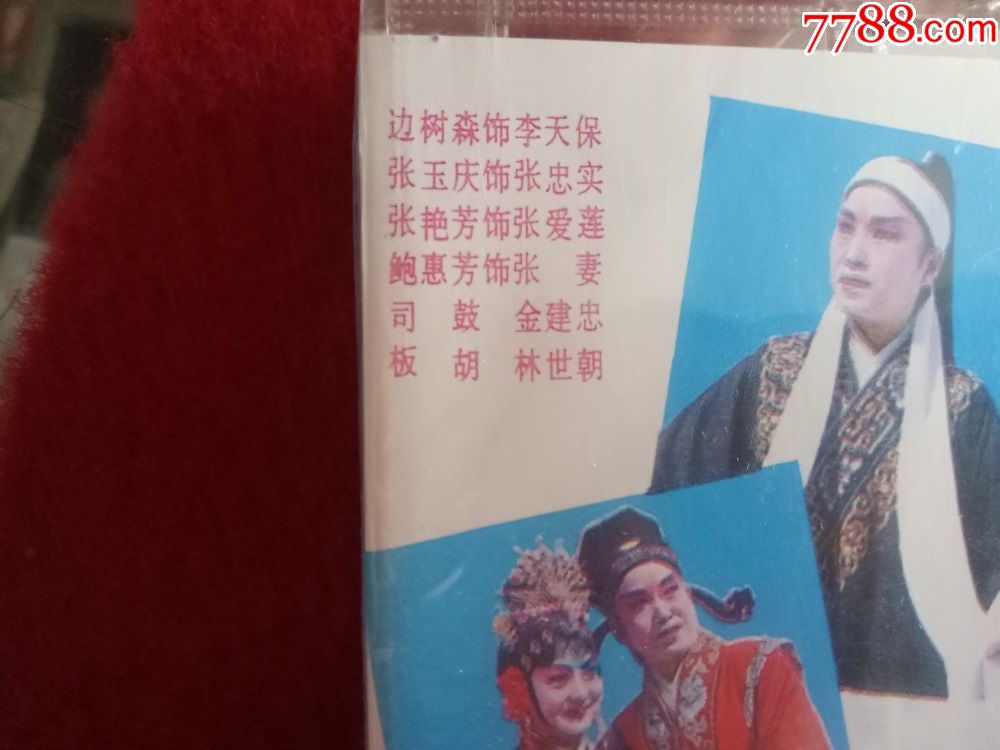 7788.com
边树森饰李天保
张玉庆饰张忠实
张艳芳饰张爱莲
鲍惠芳饰张 妻
司 鼓 金建忠
板 胡 林世朝